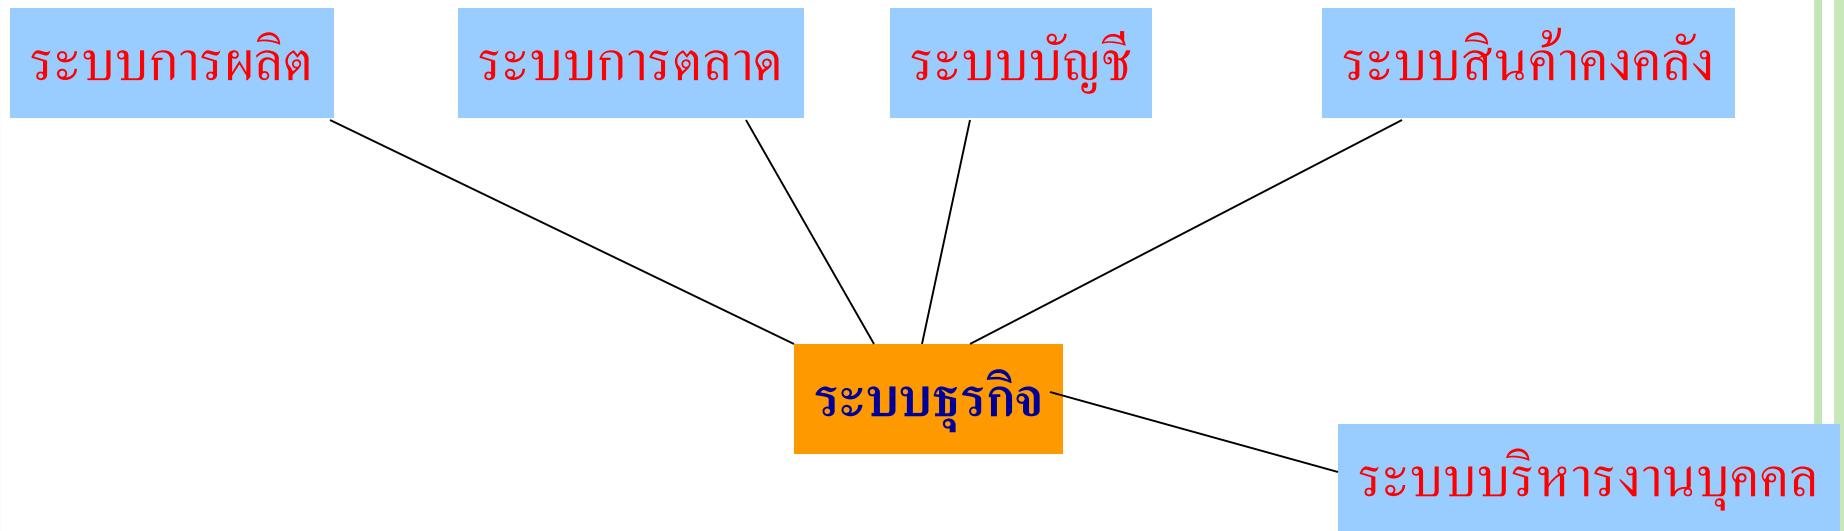 ระบบการผลิต
ระบบการตลาด
ระบบบัญชี
ระบบสินค้าคงคลัง
ระบบธุรกิจ
ระบบบริหารงานบุคคล